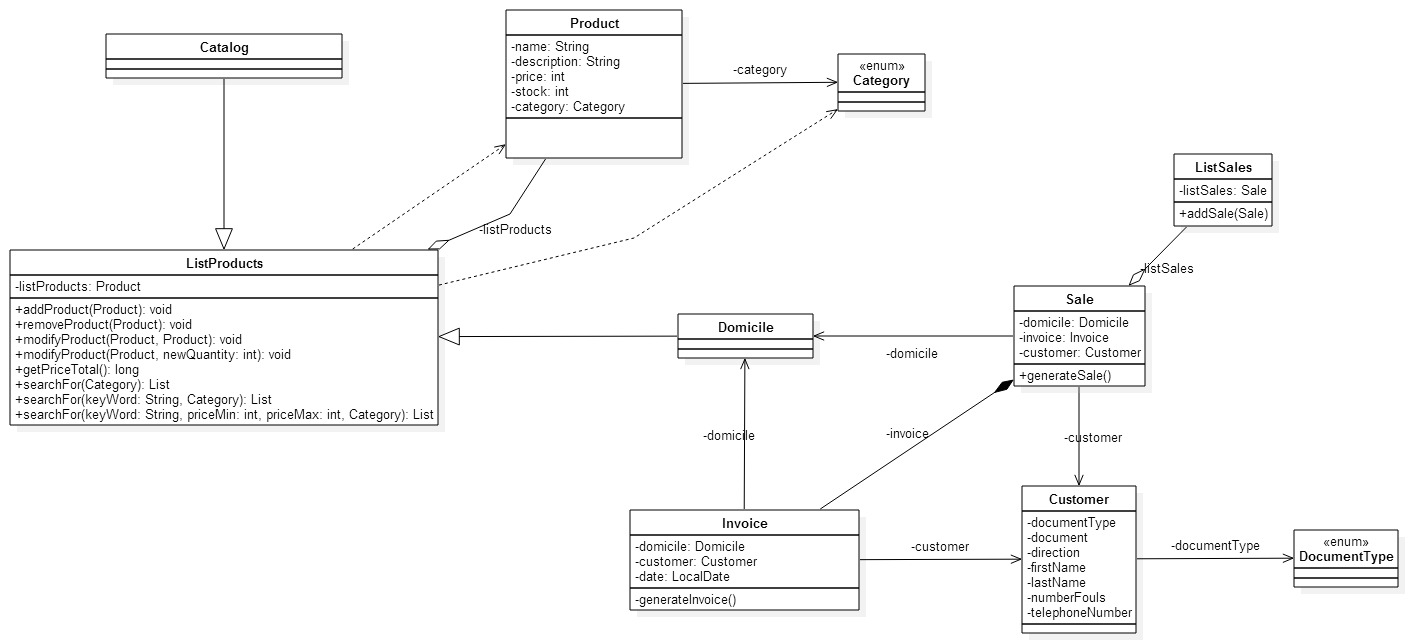 Catalog
Product
-name: String
-description: String
-price: int
-stock: int
-category: Category
-category
«enum»
Category
ListSales
-listSales: Sale
+addSale(Sale)
-listProducts
-listSales
ListProducts
-listProducts: Product
+addProduct(Product): void
+removeProduct(Product): void
+modifyProduct(Product, Product): void
+modifyProduct(Product, newQuantity: int): void
+getPriceTotal(): long
+searchFor(Category): List
+searchFor(keyWord: String, Category): List
+searchFor(keyWord: String, priceMin: int, priceMax: int, Category): List
Domicile
-domicile
Sale
-domicile: Domicile
-invoice: Invoice
-customer: Customer
+generateSale()
-domicile
-invoice
-customer
Invoice
-domicile: Domicile
-customer: Customer
-date: LocalDate
-generateInvoice()
-customer
Customer
-documentType
-document
-direction
-firstName
-lastName
-numberFouls
-telephoneNumber
-documentType
«enum»
DocumentType